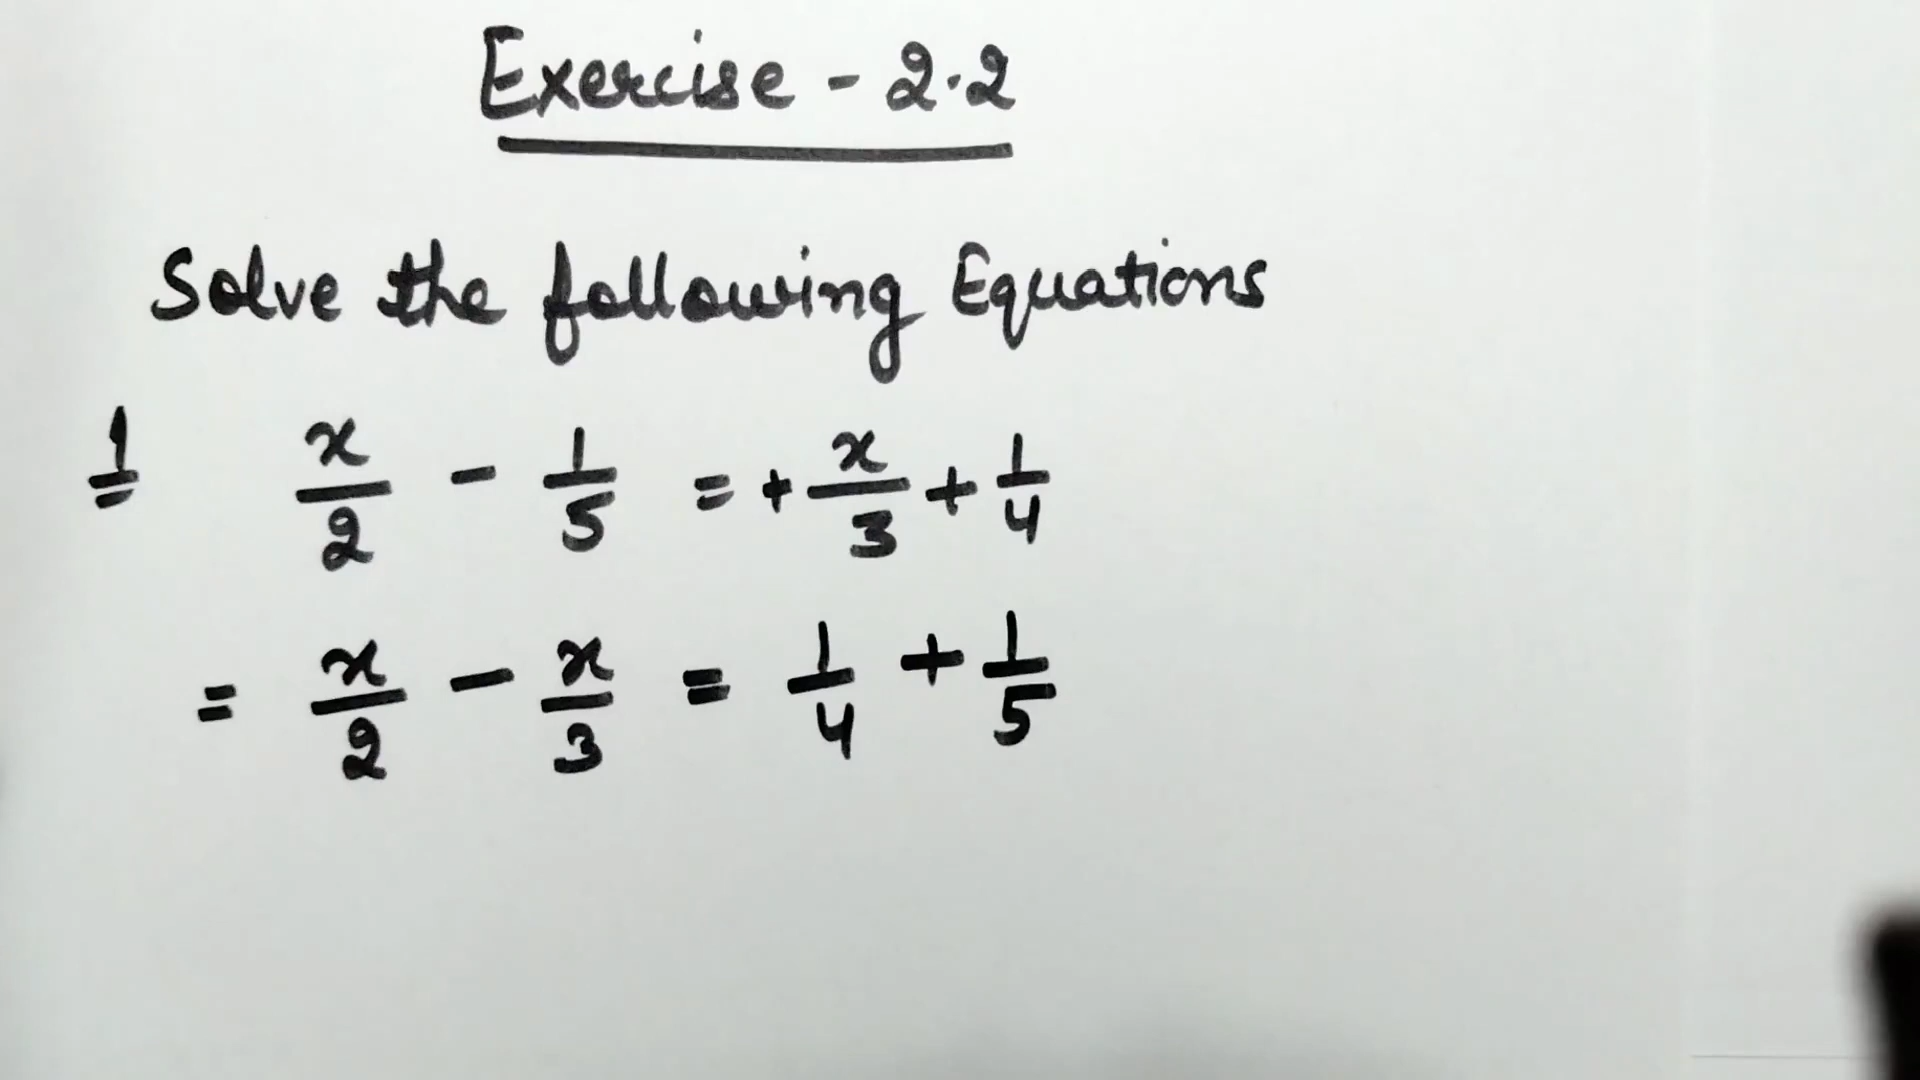 Exercise - 2.2
Solve the following Equations
1 x/2 - 1/5 = + x/3 + 1/4
= x/2 - x/3 = 1/4 + 1/5